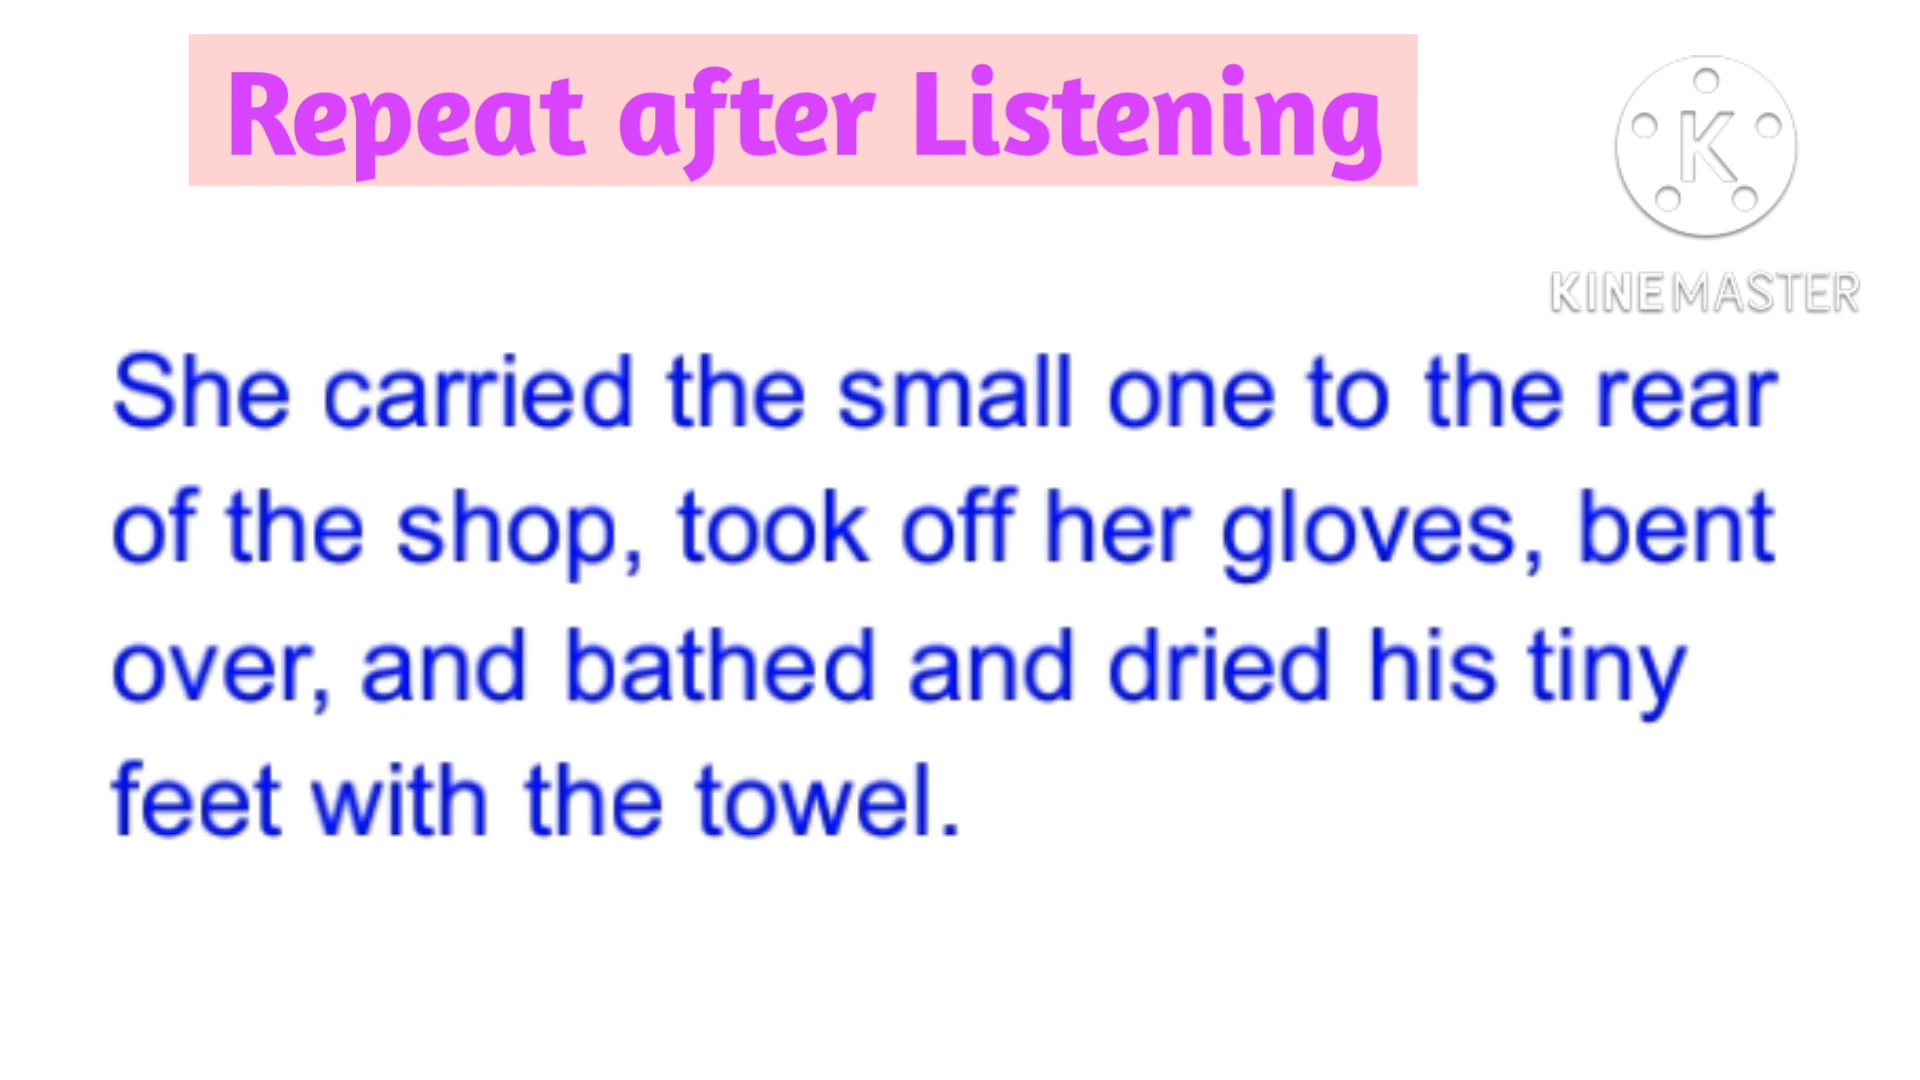 Repeat after Listening
K
KINEMASTER
She carried the small one to the rear
of the shop, took off her gloves, bent
over, and bathed and dried his tiny
feet with the towel.